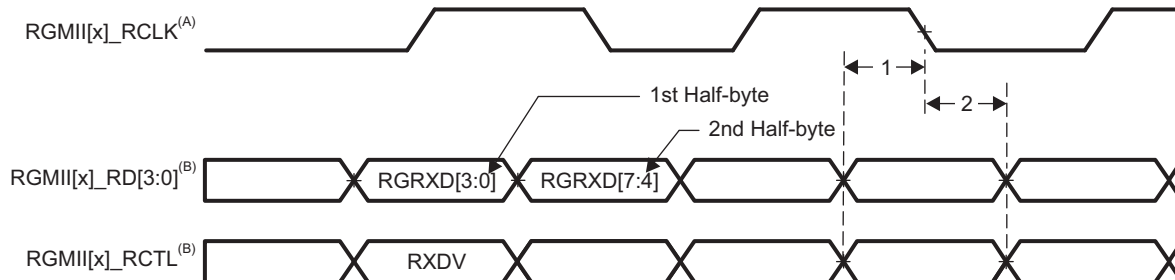 RGMII[x]_RCLK(A)
1
2
1st Half-byte
2nd Half-byte
RGMII[x]_RD[3:0](B)
RGRXD[3:0]
RGRXD[7:4]
RGMII[x]_RCTL(B)
RXDV